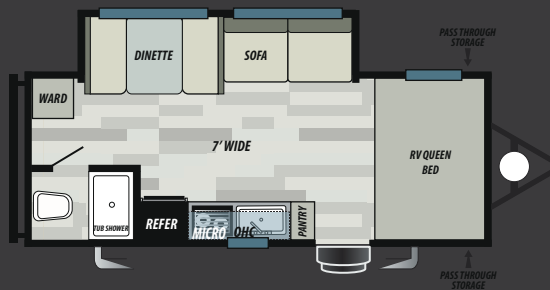 PASS THROUGH
STORAGE
DINETTE
SOFA
WARD
7' WIDE
RV QUEEN
BED
TUB SHOWER
REFER
MICRO
OHC
PANTRY
PASS THROUGH
STORAGE